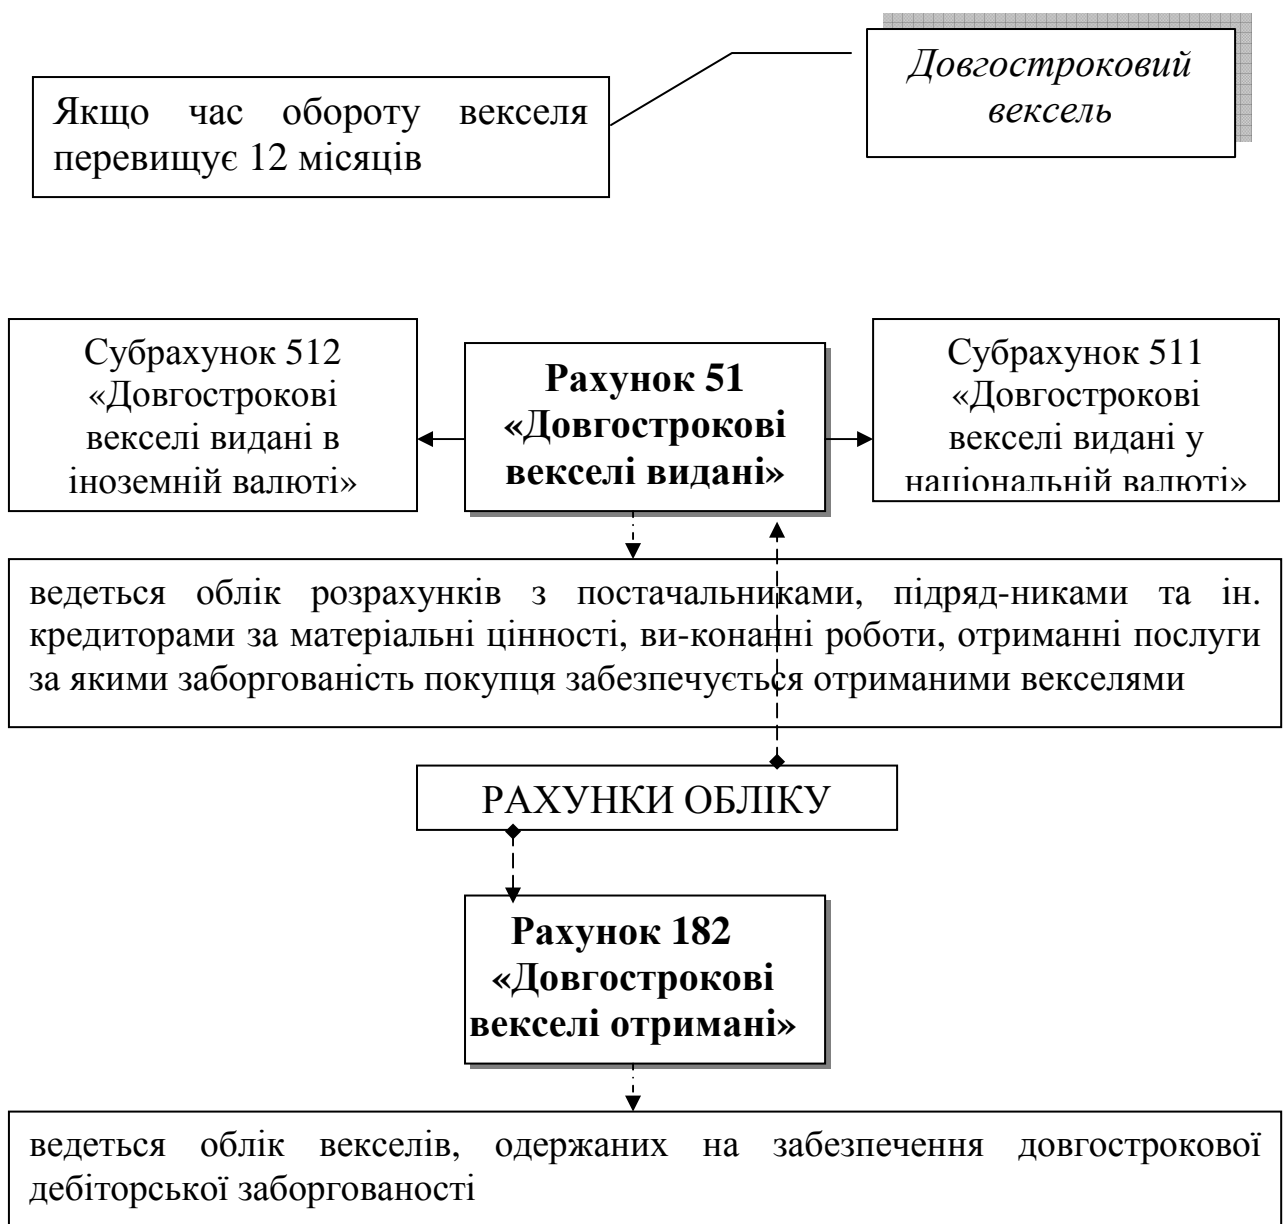 Довгостроковий
вексель
Якщо час обороту векселя
перевищує 12 місяців
Субрахунок 512
«Довгострокові
векселі видані в
іноземній валюті»
Рахунок 51
«Довгострокові
векселі видані»
Субрахунок 511
«Довгострокові
векселі видані у
національній валюті»
ведеться облік розрахунків з постачальниками, підряд-никами та ін.
кредиторами за матеріальні цінності, ви-конанні роботи, отриманні послуги
за якими заборгованість покупця забезпечується отриманими векселями
РАХУНКИ ОБЛІКУ
Рахунок 182
«Довгострокові
векселі отримані»
ведеться облік векселів, одержаних на забезпечення довгострокової
дебіторської заборгованості